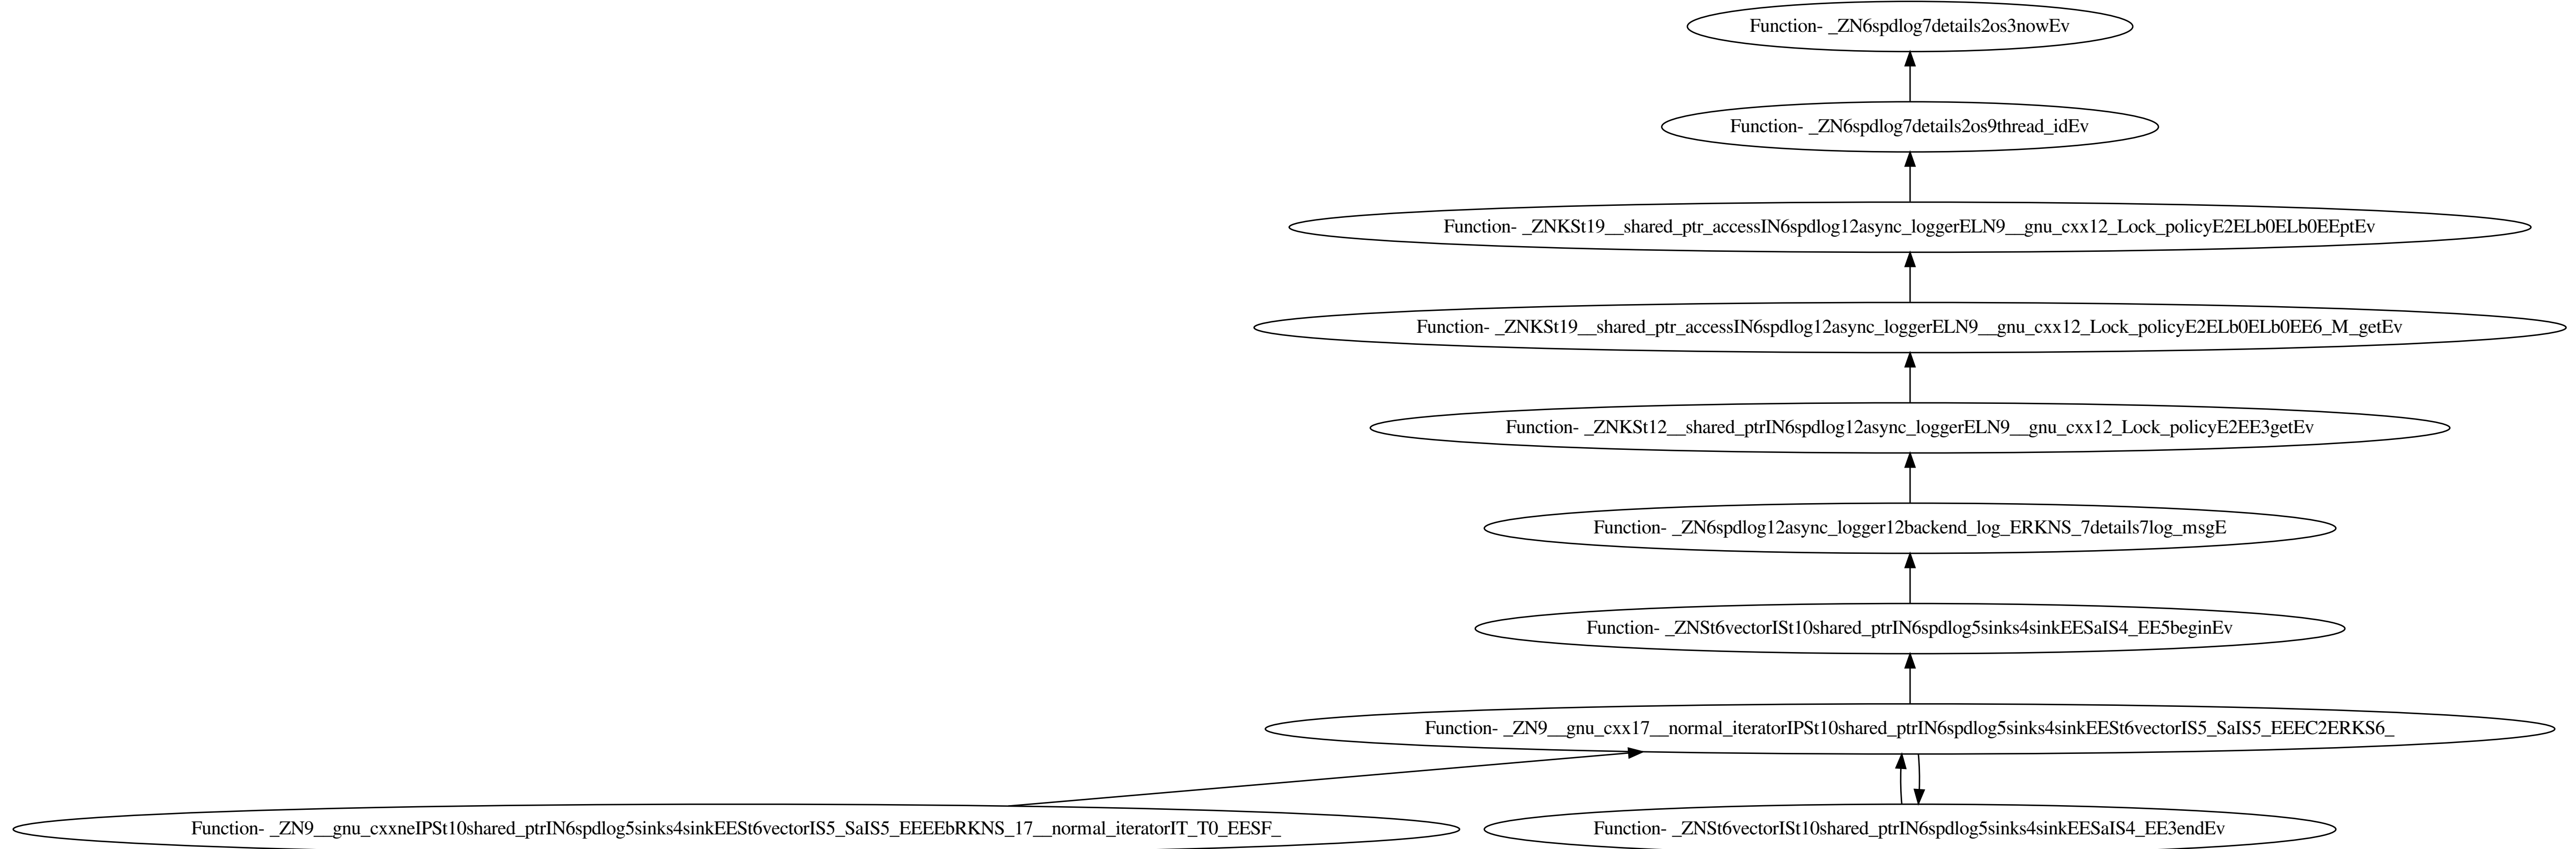 Function- _ZN6spdlog7details2os3nowEv
Function- _ZN6spdlog7details2os9thread_idEv
Function- _ZNKSt19__shared_ptr_accessIN6spdlog12async_loggerELN9__gnu_cxx12_Lock_policyE2ELb0ELb0EEptEv
Function- _ZNKSt19__shared_ptr_accessIN6spdlog12async_loggerELN9__gnu_cxx12_Lock_policyE2ELb0ELb0EE6_M_getEv
Function- _ZNKSt12__shared_ptrIN6spdlog12async_loggerELN9__gnu_cxx12_Lock_policyE2EE3getEv
Function- _ZN6spdlog12async_logger12backend_log_ERKNS_7details7log_msgE
Function- _ZNSt6vectorISt10shared_ptrIN6spdlog5sinks4sinkEESaIS4_EE5beginEv
Function- _ZN9__gnu_cxx17__normal_iteratorIPSt10shared_ptrIN6spdlog5sinks4sinkEESt6vectorIS5_SaIS5_EEEC2ERKS6_
Function- _ZN9__gnu_cxxneIPSt10shared_ptrIN6spdlog5sinks4sinkEESt6vectorIS5_SaIS5_EEEEbRKNS_17__normal_iteratorIT_T0_EESF_
Function- _ZNSt6vectorISt10shared_ptrIN6spdlog5sinks4sinkEESaIS4_EE3endEv